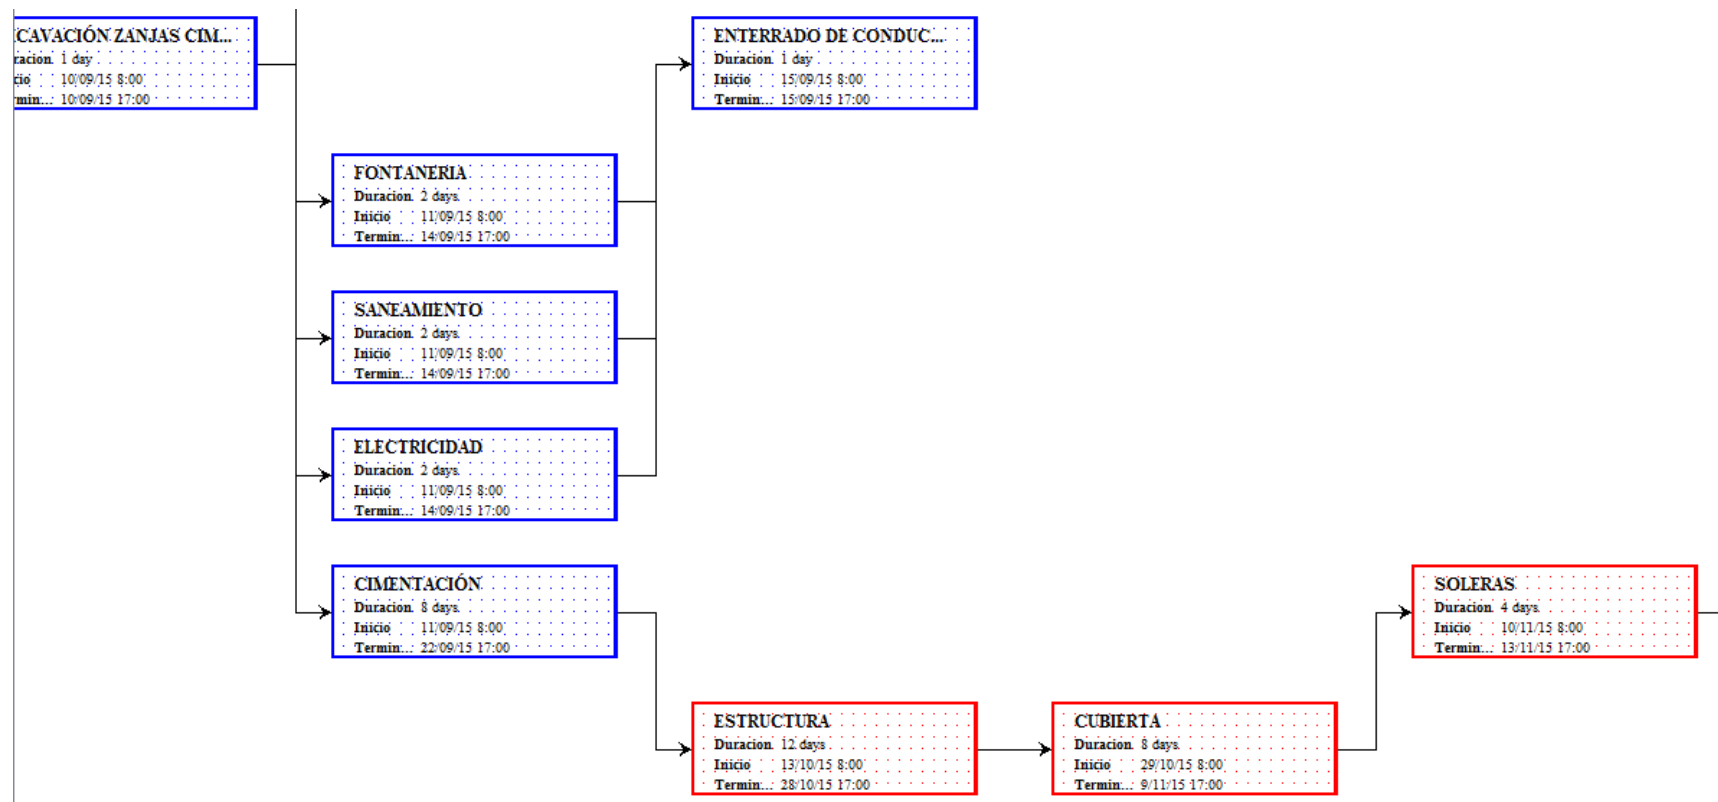 CAVACIÓN ZANJAS CIM...
racion 1 day
cio 10/09/15 8:00
rmin...: 10/09/15 17:00
ENTERRADO DE CONDUC...
Duracion 1 day
Inicio 15/09/15 8:00
Termin...: 15/09/15 17:00
FONTANERIA
Duracion 2 days
Inicio 11/09/15 8:00
Termin...: 14/09/15 17:00
SANEAMIENTO
Duracion 2 days
Inicio 11/09/15 8:00
Termin...: 14/09/15 17:00
ELECTRICIDAD
Duracion 2 days
Inicio 11/09/15 8:00
Termin...: 14/09/15 17:00
CIMENTACIÓN
Duracion 8 days
Inicio 11/09/15 8:00
Termin...: 22/09/15 17:00
SOLERAS
Duracion 4 days
Inicio 10/11/15 8:00
Termin...: 13/11/15 17:00
ESTRUCTURA
Duracion 12 days
Inicio 13/10/15 8:00
Termin...: 28/10/15 17:00
CUBIERTA
Duracion 8 days
Inicio 29/10/15 8:00
Termin...: 9/11/15 17:00